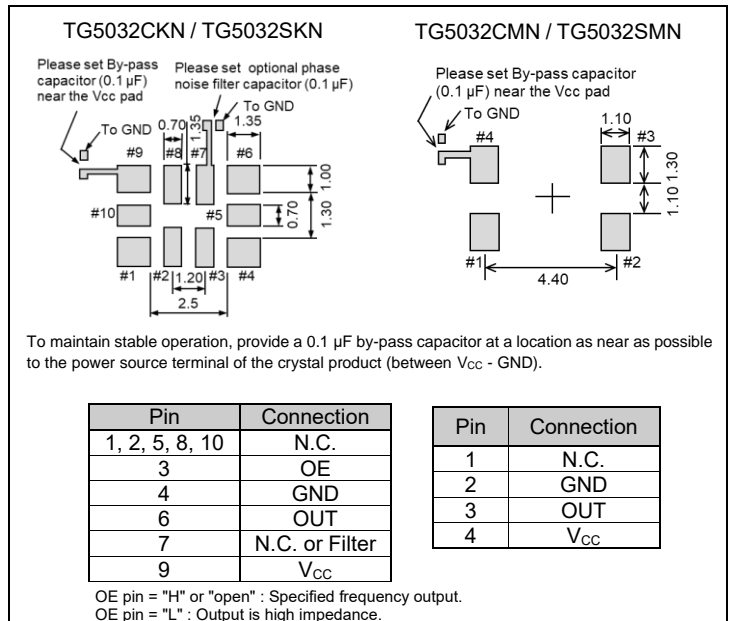 TG5032CKN / TG5032SKN
Please set By-pass
capacitor (0.1 µF)
near the Vcc pad
Please set optional phase
noise filter capacitor (0.1 µF)
To GND
To GND
0.70
1.35
1.35
#9
#8
#7
#6
#10
#5
1.00
0.70
1.30
#1
#2
1.20
#3
#4
2.5
TG5032CMN / TG5032SMN
Please set By-pass capacitor
(0.1 µF) near the Vcc pad
To GND
#4
1.10
#3
1.30
1.10
#1
#2
4.40
To maintain stable operation, provide a 0.1 µF by-pass capacitor at a location as near as possible
to the power source terminal of the crystal product (between VCC - GND).
Pin Connection
1, 2, 5, 8, 10 N.C.
3 OE
4 GND
6 OUT
7 N.C. or Filter
9 VCC
Pin Connection
1 N.C.
2 GND
3 OUT
4 VCC
OE pin = "H" or "open" : Specified frequency output.
OE pin = "L" : Output is high impedance.